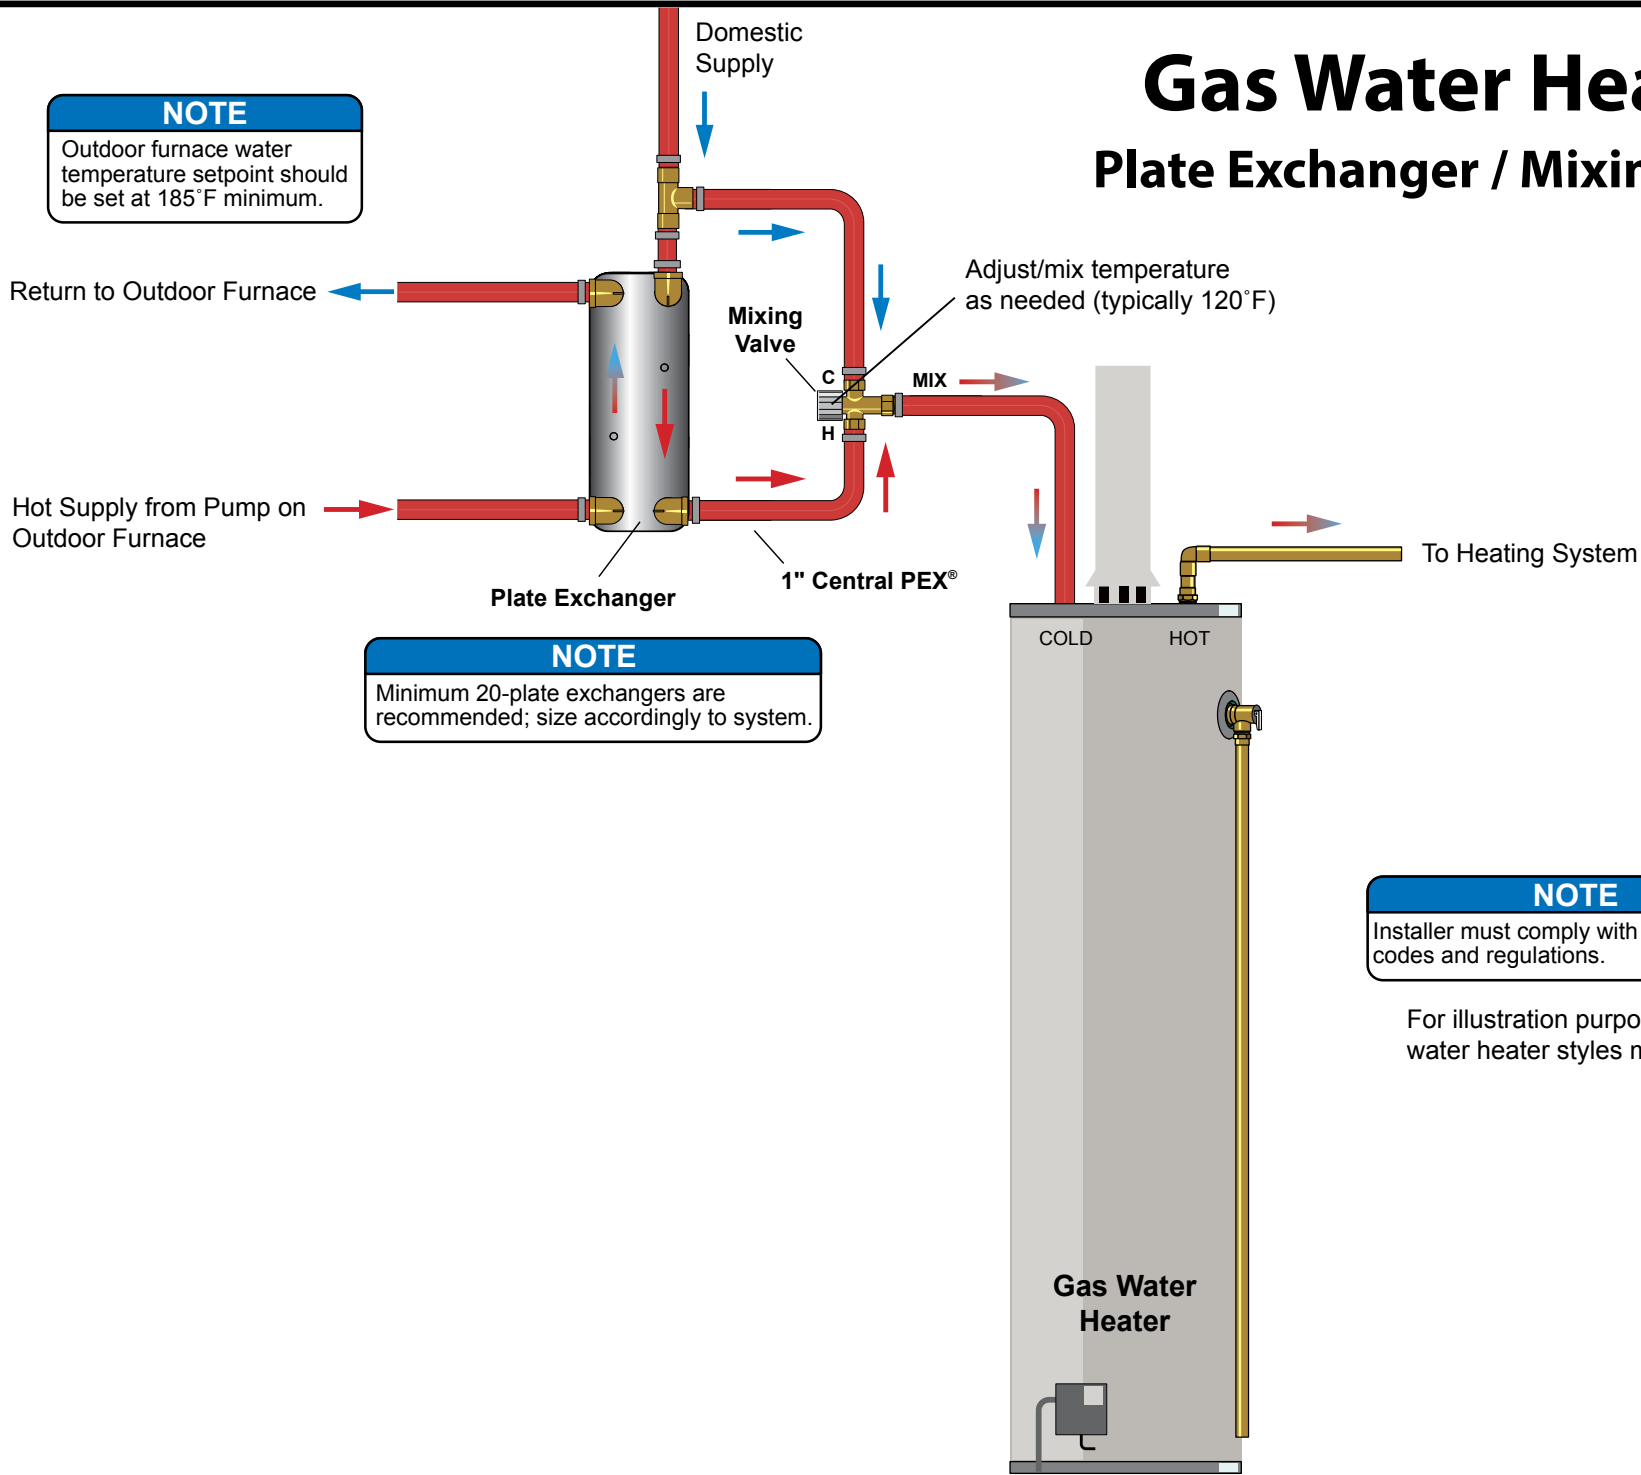 Domestic
Supply
Gas Water Hea
Plate Exchanger / Mixin
NOTE
Outdoor furnace water
temperature setpoint should
be set at 185˚F minimum.
Return to Outdoor Furnace
Adjust/mix temperature
as needed (typically 120˚F)
Mixing
Valve
C
MIX
H
Hot Supply from Pump on
Outdoor Furnace
To Heating System
1" Central PEX®
Plate Exchanger
COLD
HOT
NOTE
Minimum 20-plate exchangers are
recommended; size accordingly to system.
NOTE
Installer must comply with
codes and regulations.
For illustration purpo
water heater styles
Gas Water
Heater